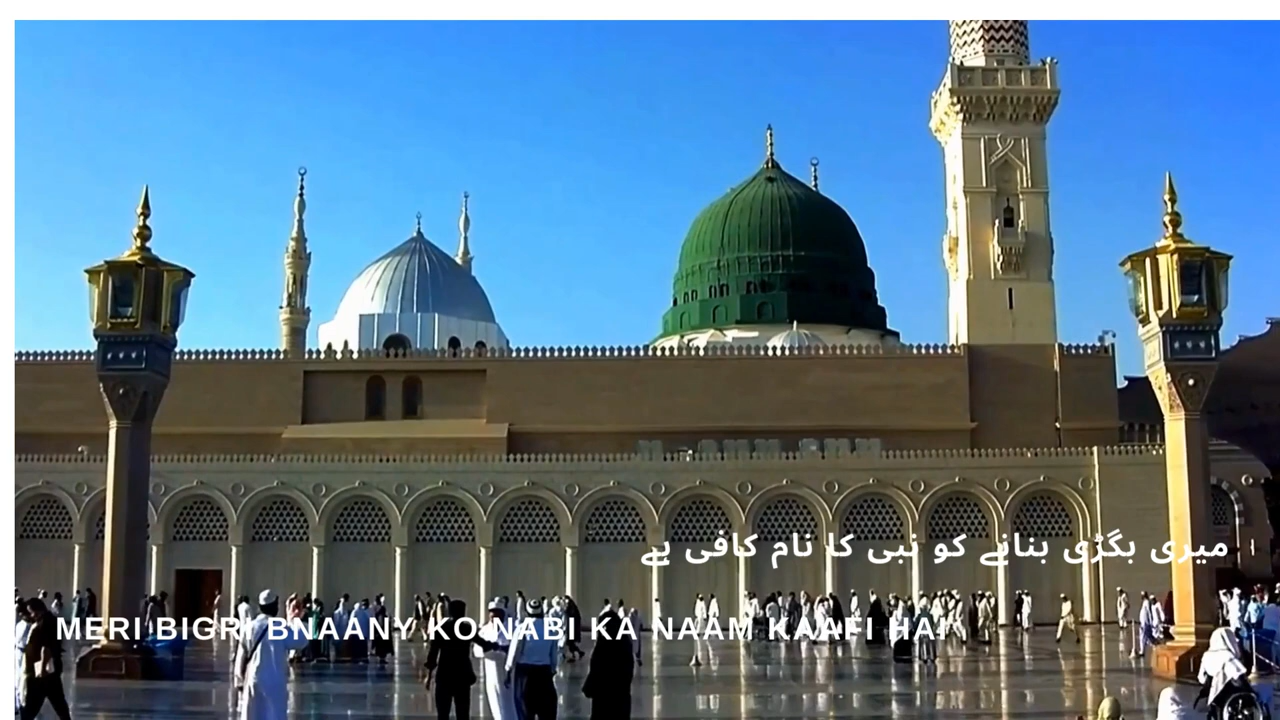 میری بگڑی بنانے کو نبی کا نام کافی ہے
MERI BIGRI BNAANY KO NABI KA NAAM KAAFI HAI